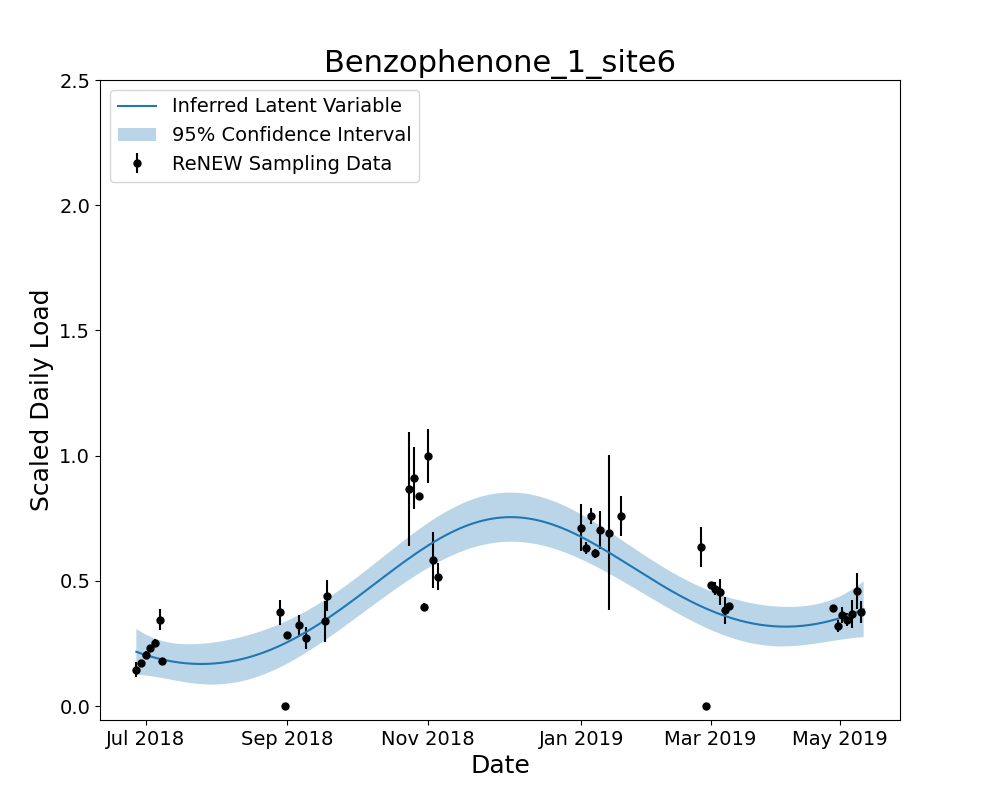 Benzophenone_1_site6
Inferred Latent Variable
95% Confidence Interval
ReNEW Sampling Data
Scaled Daily Load
2.5
2.0
1.5
1.0
0.5
0.0
Jul 2018 Sep 2018 Nov 2018 Jan 2019 Mar 2019 May 2019
Date